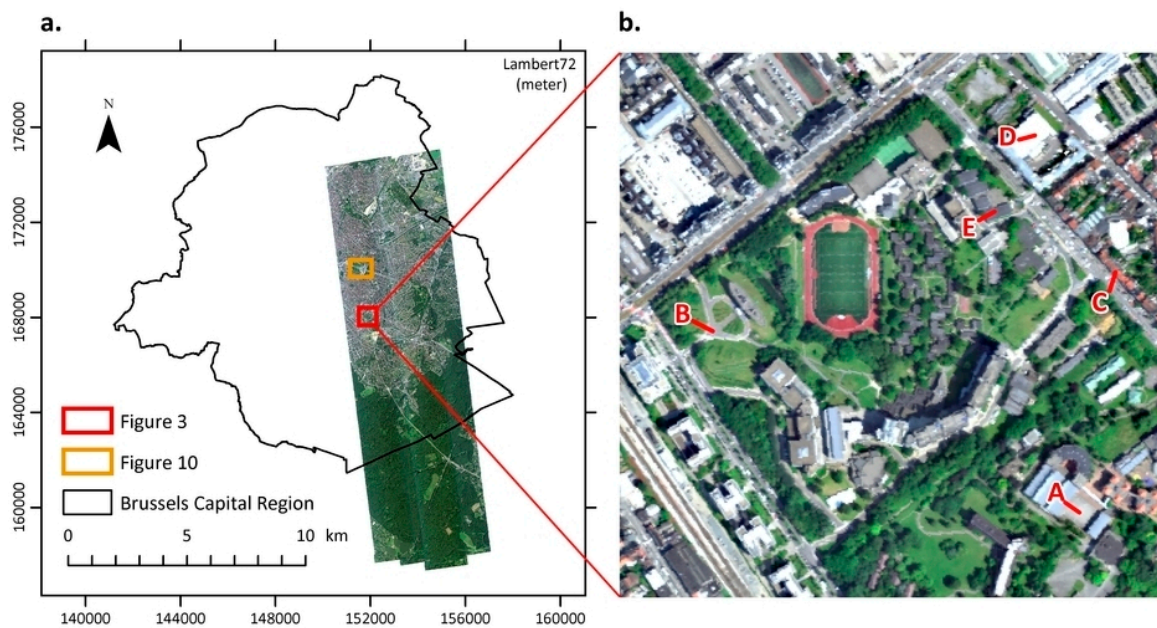 a.
b.
Lambert72
(meter)
N
176000
172000
168000
164000
160000
Figure 3
Figure 10
Brussels Capital Region
0 5 10 km
140000 144000 148000 152000 156000 160000
D
E
C
B
A